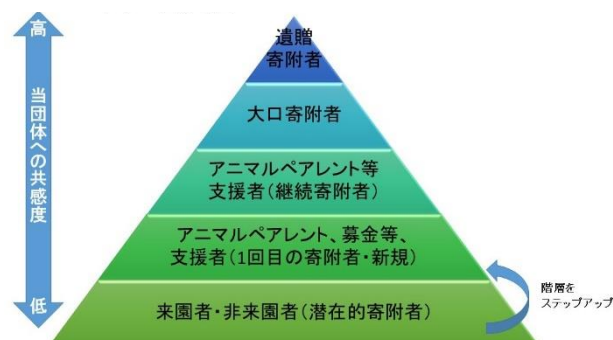 高
当団体への共感度
低
遺贈
寄附者
大口寄附者
アニマルペアレント等
支援者(継続寄附者)
アニマルペアレント、募金等、
支援者(1回目の寄附者・新規)
来園者・非来園者(潜在的寄附者)
階層を
ステップアップ